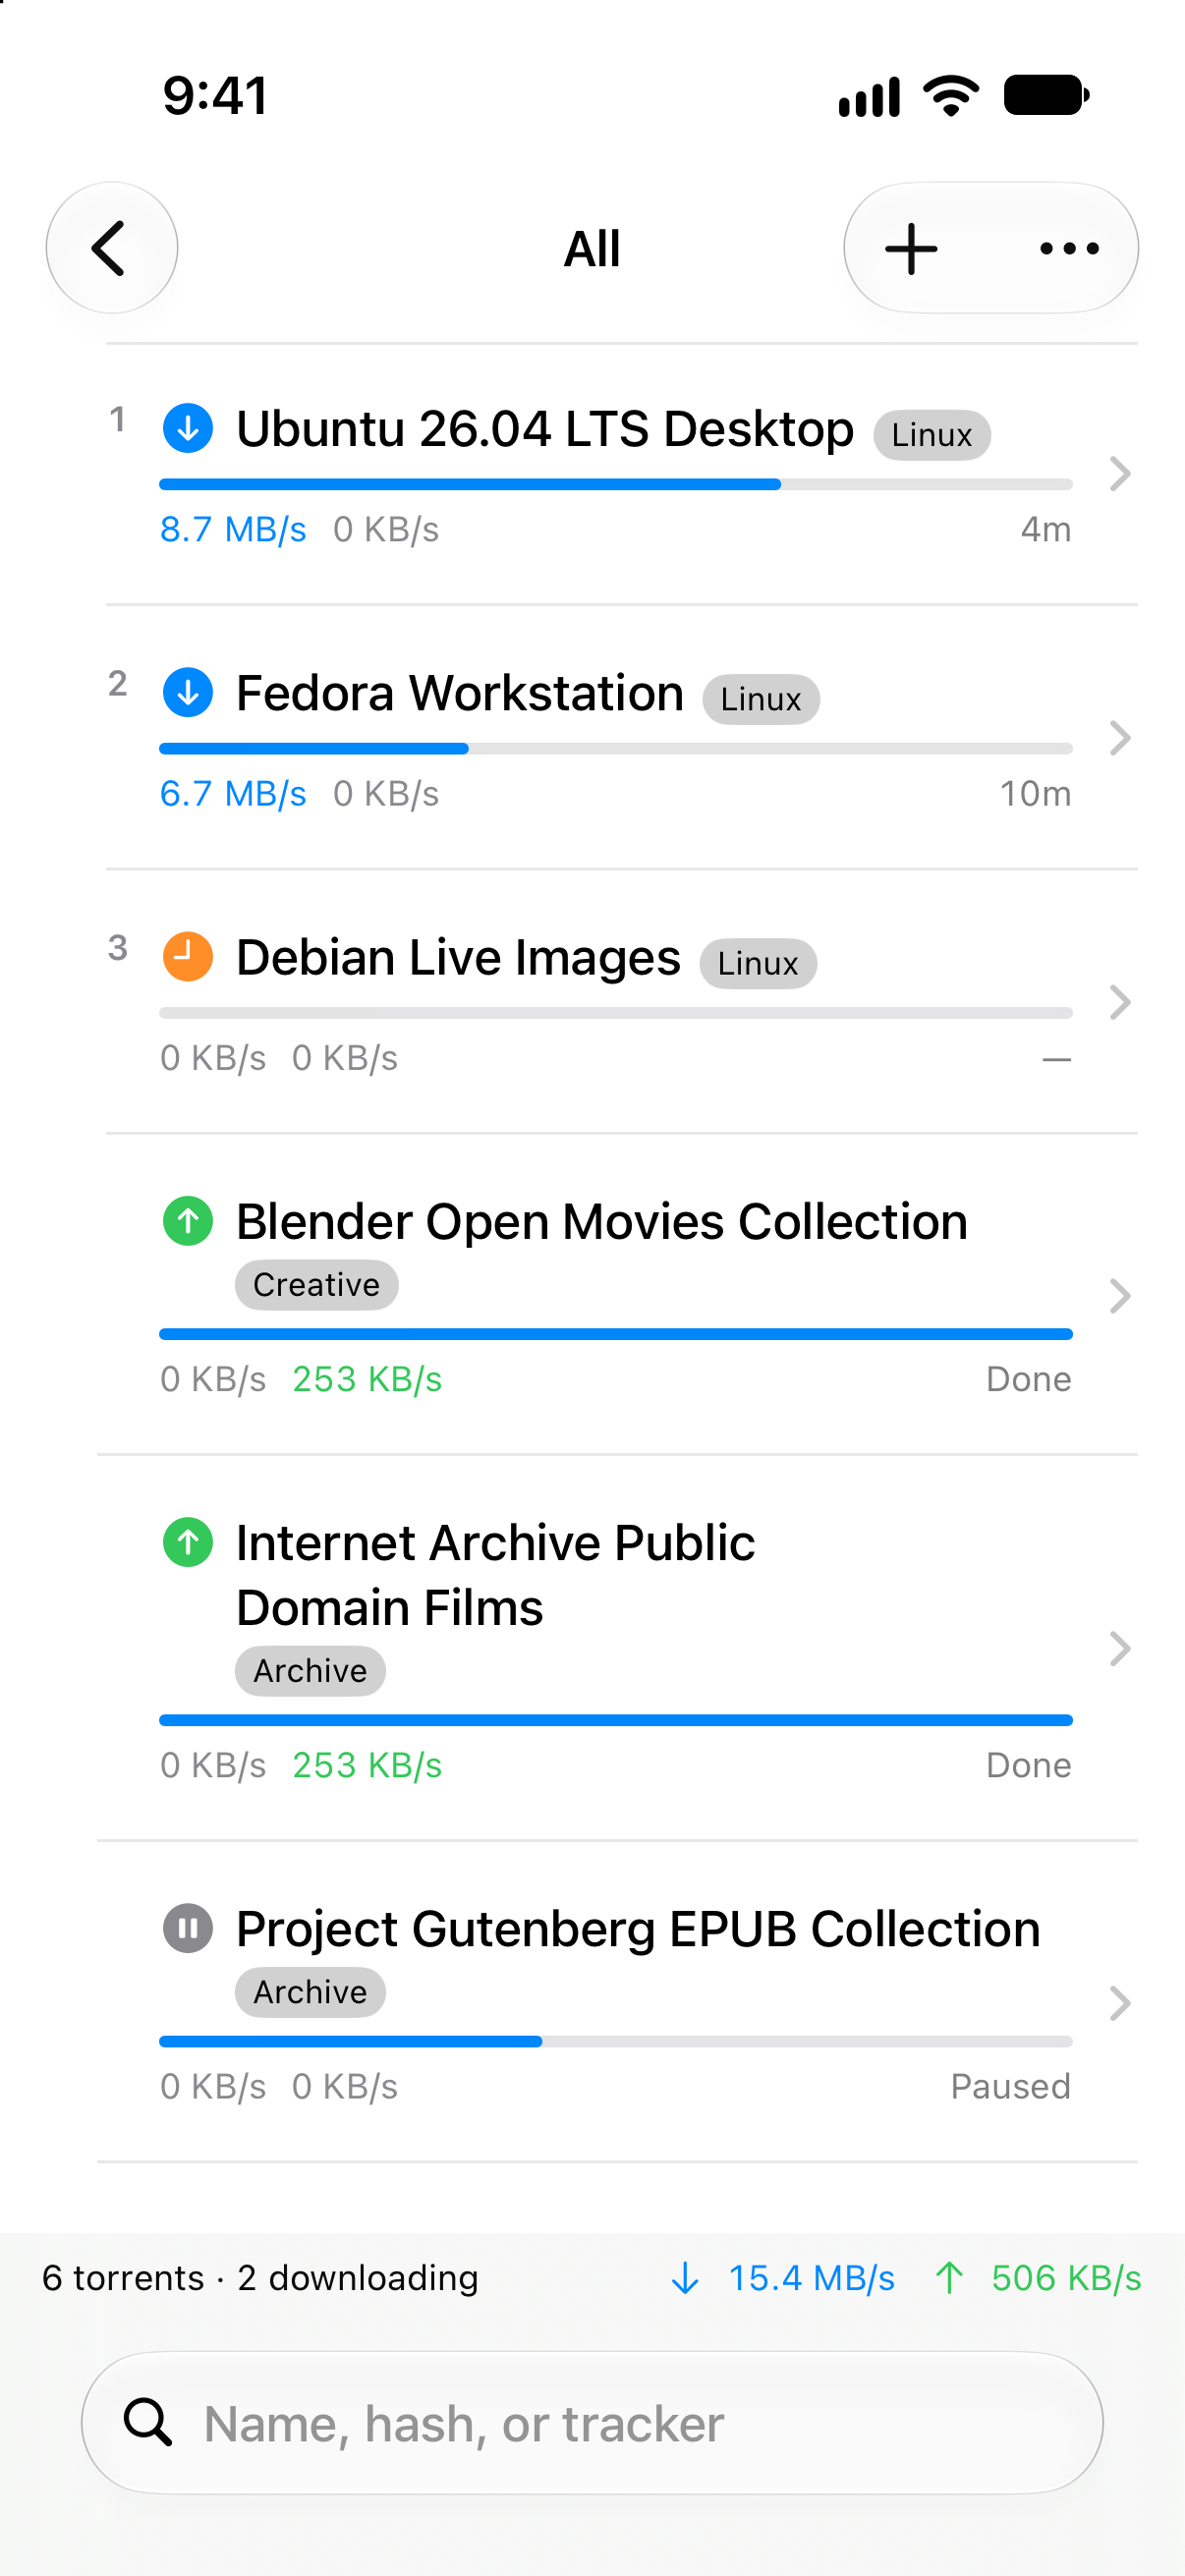 9:41
All
1 Ubuntu 26.04 LTS Desktop Linux
8.7 MB/s 0 KB/s 4m
2 Fedora Workstation Linux
6.7 MB/s 0 KB/s 10m
3 Debian Live Images Linux
0 KB/s 0 KB/s —
Blender Open Movies Collection
Creative
0 KB/s 253 KB/s Done
Internet Archive Public
Domain Films
Archive
0 KB/s 253 KB/s Done
Project Gutenberg EPUB Collection
Archive
0 KB/s 0 KB/s Paused
6 torrents · 2 downloading ↓ 15.4 MB/s ↑ 506 KB/s
Name, hash, or tracker